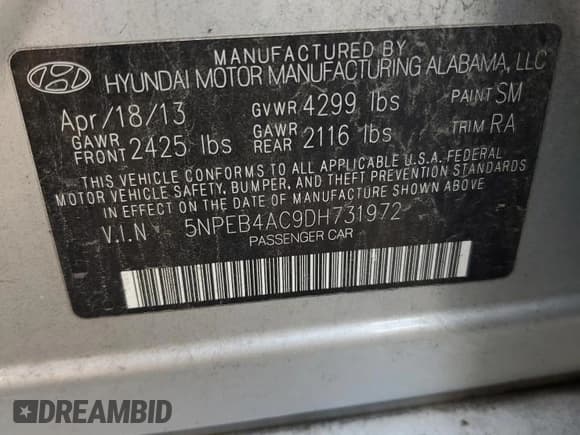 MANUFACTURED BY
HYUNDAI MOTOR MANUFACTURING ALABAMA, LLC
Apr/18/13 GVWR 4299 lbs PAINT SM
GAWR FRONT 2425 lbs GAWR REAR 2116 lbs TRIM RA
THIS VEHICLE CONFORMS TO ALL APPLICABLE U.S.A. FEDERAL
MOTOR VEHICLE SAFETY, BUMPER, AND THEFT PREVENTION STANDARDS
IN EFFECT ON THE DATE OF MANUFACTURE SHOWN ABOVE.
V.I.N 5NPEB4AC9DH731972
PASSENGER CAR
DREAMBID